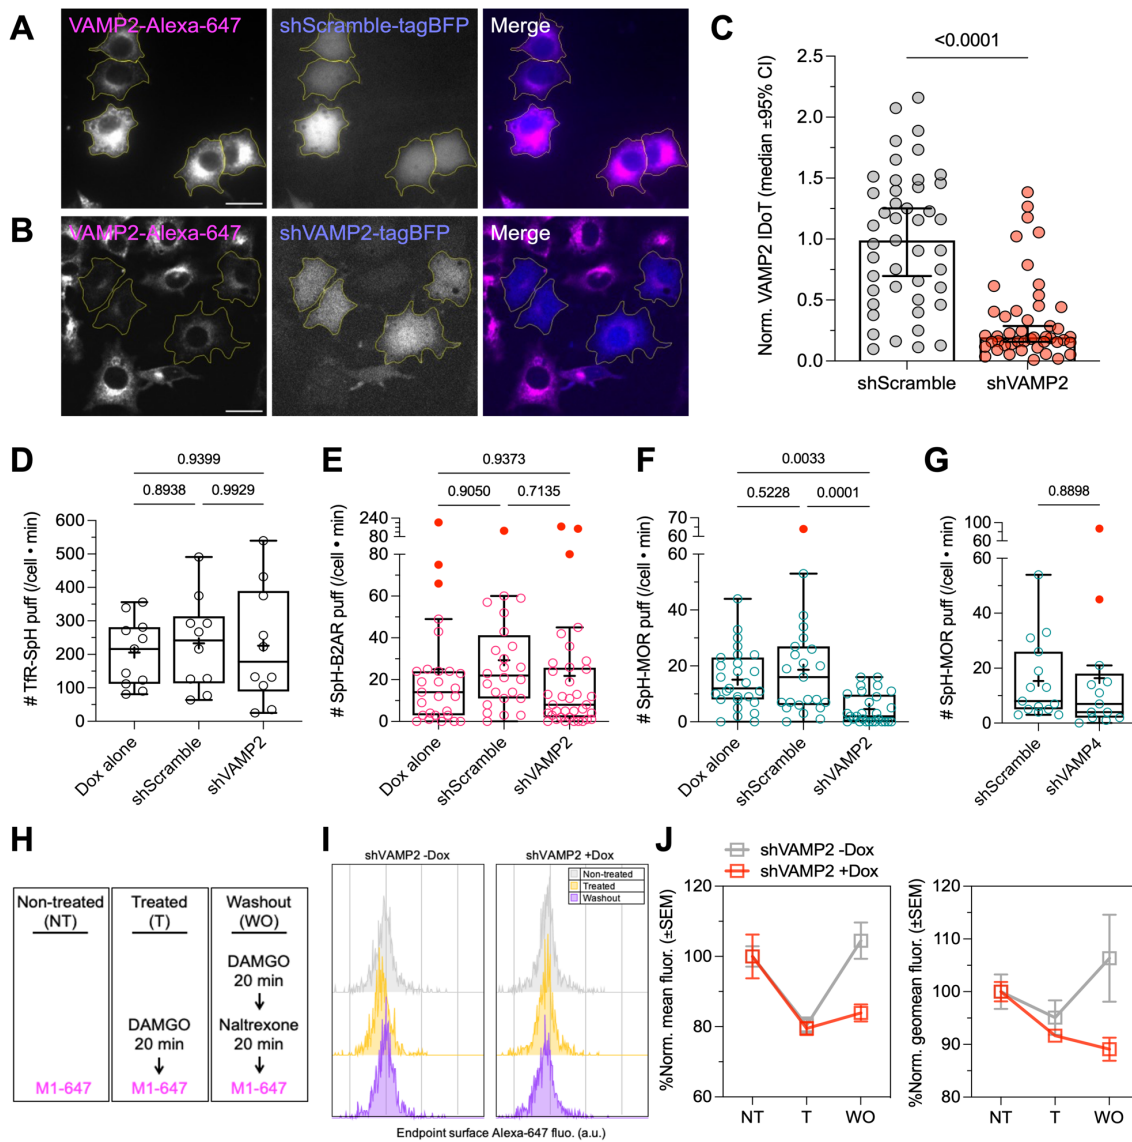 A
VAMP2-Alexa-647
shScramble-tagBFP
Merge
B
VAMP2-Alexa-647
shVAMP2-tagBFP
Merge
C
<0.0001
Norm. VAMP2 IDoT (median ±95% CI)
2.5
2.0
1.5
1.0
0.5
0.0
shScramble
shVAMP2
D
0.9399
0.8938
0.9929
# TfR-SpH puff (/cell • min)
600
500
400
300
200
100
0
Dox alone
shScramble
shVAMP2
E
0.9373
0.9050
0.7135
# SpH-B2AR puff (/cell • min)
240
80
80
60
40
20
0
Dox alone
shScramble
shVAMP2
F
0.0033
0.5228
0.0001
# SpH-MOR puff (/cell • min)
70
60
60
40
20
0
Dox alone
shScramble
shVAMP2
G
0.8898
# SpH-MOR puff (/cell • min)
100
60
60
40
20
0
shScramble
shVAMP4
H
Non-treated
(NT)
M1-647
Treated
(T)
DAMGO
20 min
M1-647
Washout
(WO)
DAMGO
20 min
Naltrexone
20 min
M1-647
I
shVAMP2 -Dox
shVAMP2 +Dox
Non-treated
Treated
Washout
Endpoint surface Alexa-647 fluo. (a.u.)
J
shVAMP2 -Dox
shVAMP2 +Dox
%Norm. mean fluor. (±SEM)
120
100
80
60
NT
T
WO
%Norm. geomean fluor. (±SEM)
120
110
100
90
80
NT
T
WO